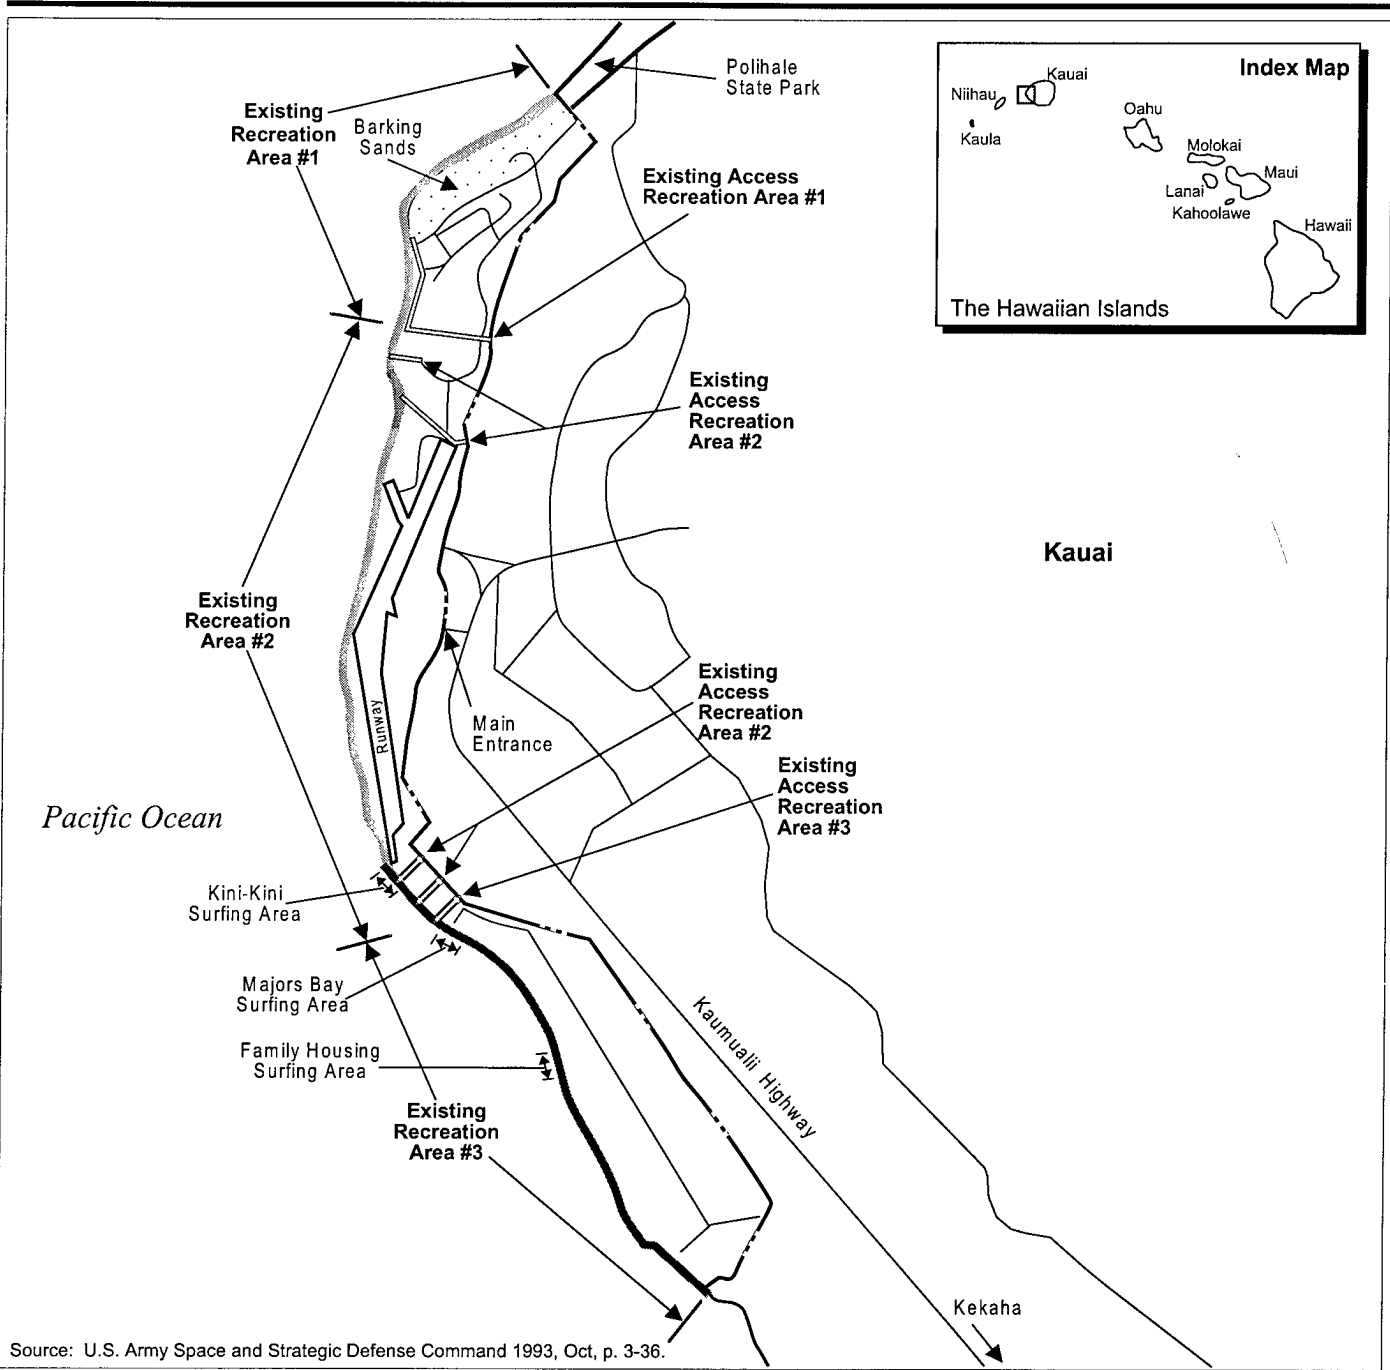 Polihale
State Park
Existing
Recreation
Area #1
Barking
Sands
Existing Access
Recreation Area #1
Index Map
Niihau
Kauai
Kaula
Oahu
Molokai
Lanai
Maui
Kahoolawe
Hawaii
The Hawaiian Islands
Existing
Access
Recreation
Area #2
Kauai
Existing
Recreation
Area #2
Runway
Main
Entrance
Existing
Access
Recreation
Area #2
Existing
Access
Recreation
Area #3
Pacific Ocean
Kini-Kini
Surfing Area
Majors Bay
Surfing Area
Family Housing
Surfing Area
Existing
Recreation
Area #3
Kaumualii Highway
Kekaha
Source: U.S. Army Space and Strategic Defense Command 1993, Oct, p. 3-36.